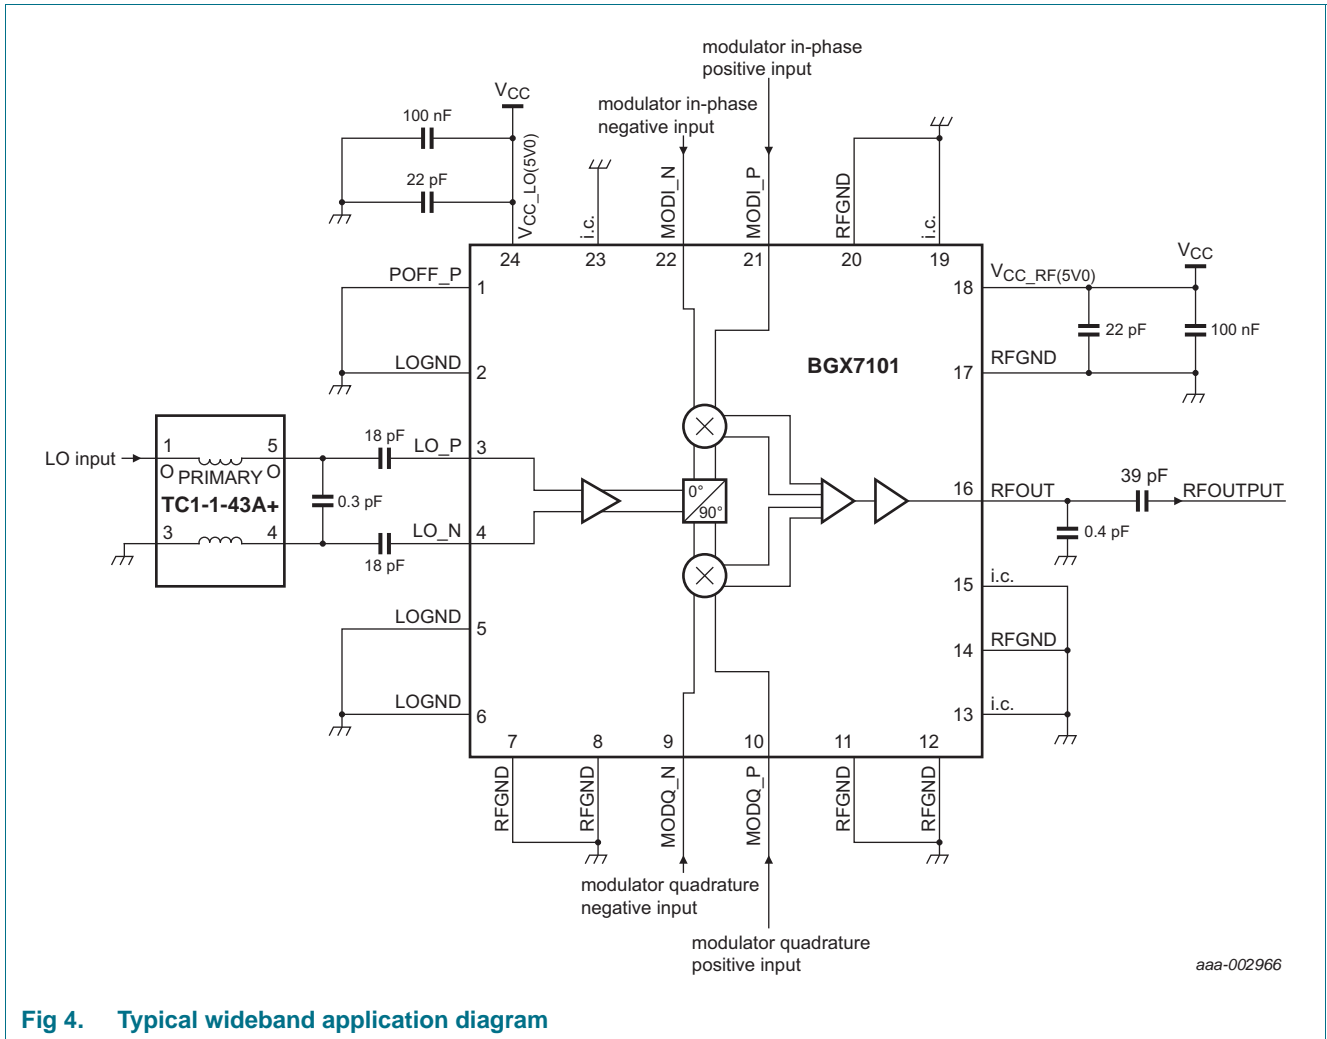 modulator in-phase
positive input
modulator in-phase
negative input
VCC
100 nF
22 pF
VCC_LO(5V0)
i.c.
MODI_N
MODI_P
RFGND
i.c.
24
23
22
21
20
19
POFF_P
1
LOGND
2
LO input
1
5
O PRIMARY O
TC1-1-43A+
3
4
18 pF
0.3 pF
18 pF
LO_P
3
LO_N
4
LOGND
5
LOGND
6
0°
90°
BGX7101
18
VCC_RF(5V0)
VCC
22 pF
100 nF
17
RFGND
16
RFOUT
39 pF
RFOUTPUT
0.4 pF
15
i.c.
14
RFGND
13
i.c.
7
8
9
10
11
12
RFGND
RFGND
MODQ_N
MODQ_P
RFGND
RFGND
modulator quadrature
negative input
modulator quadrature
positive input
aaa-002966
Fig 4. Typical wideband application diagram